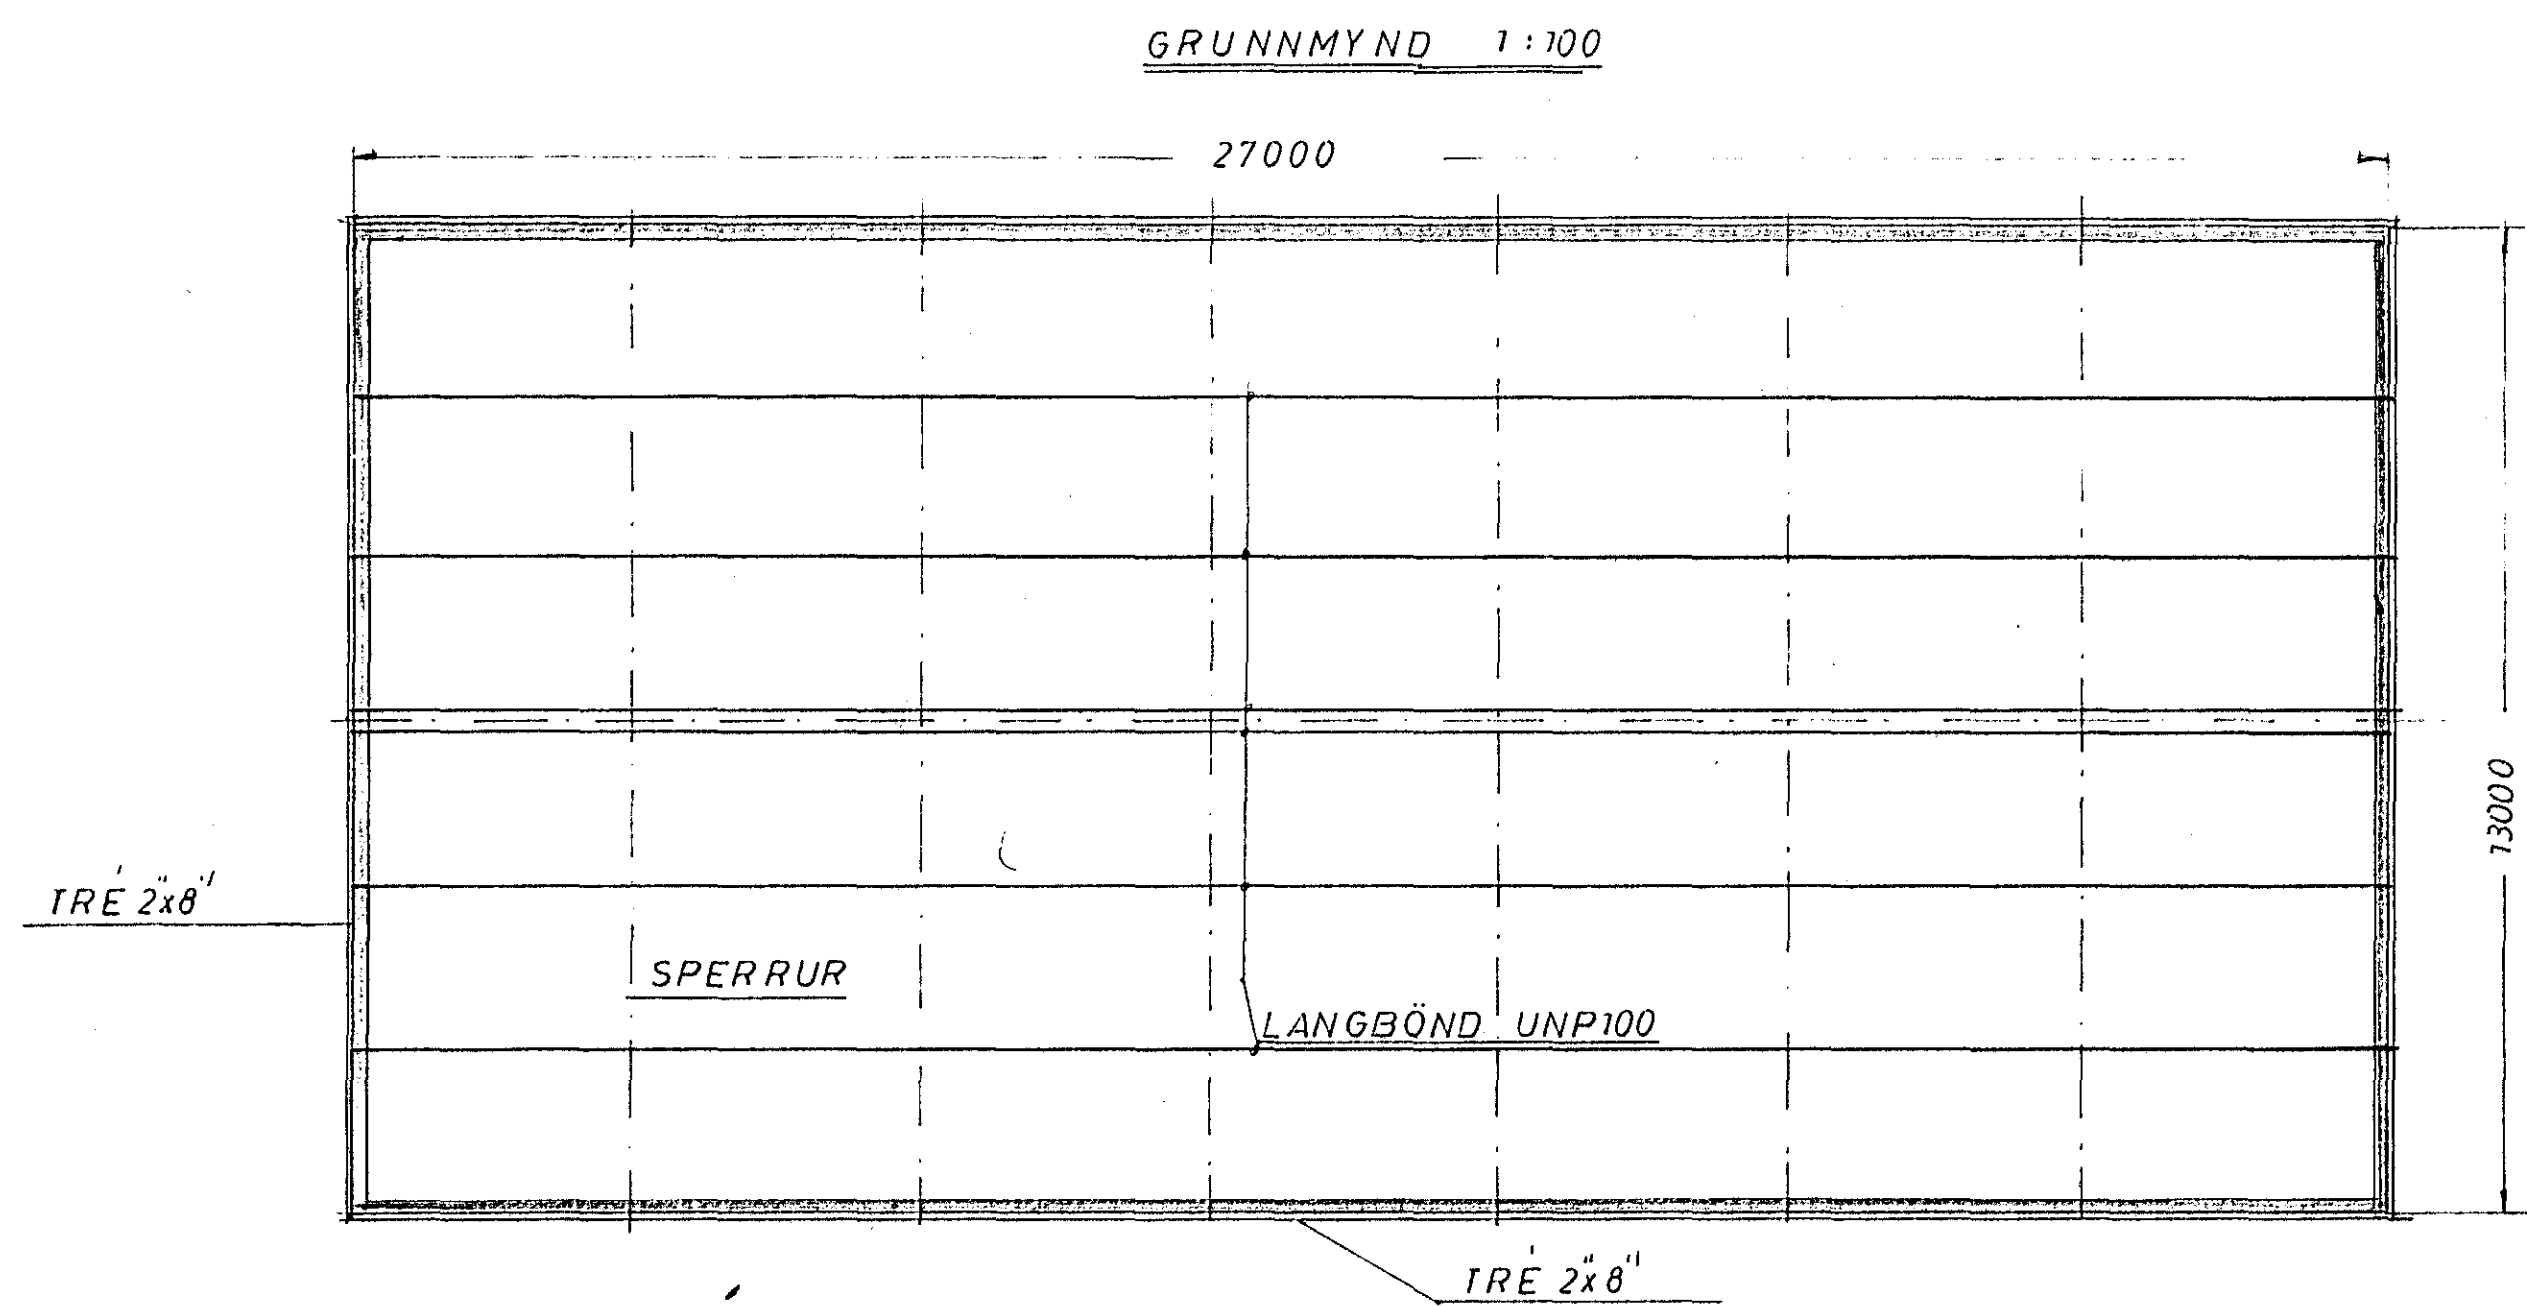 GRUNNMYND 1:100
27000
13000
TRÉ 2"x8"
SPERRUR
LANGBÖND UNP100
TRÉ 2"x8"